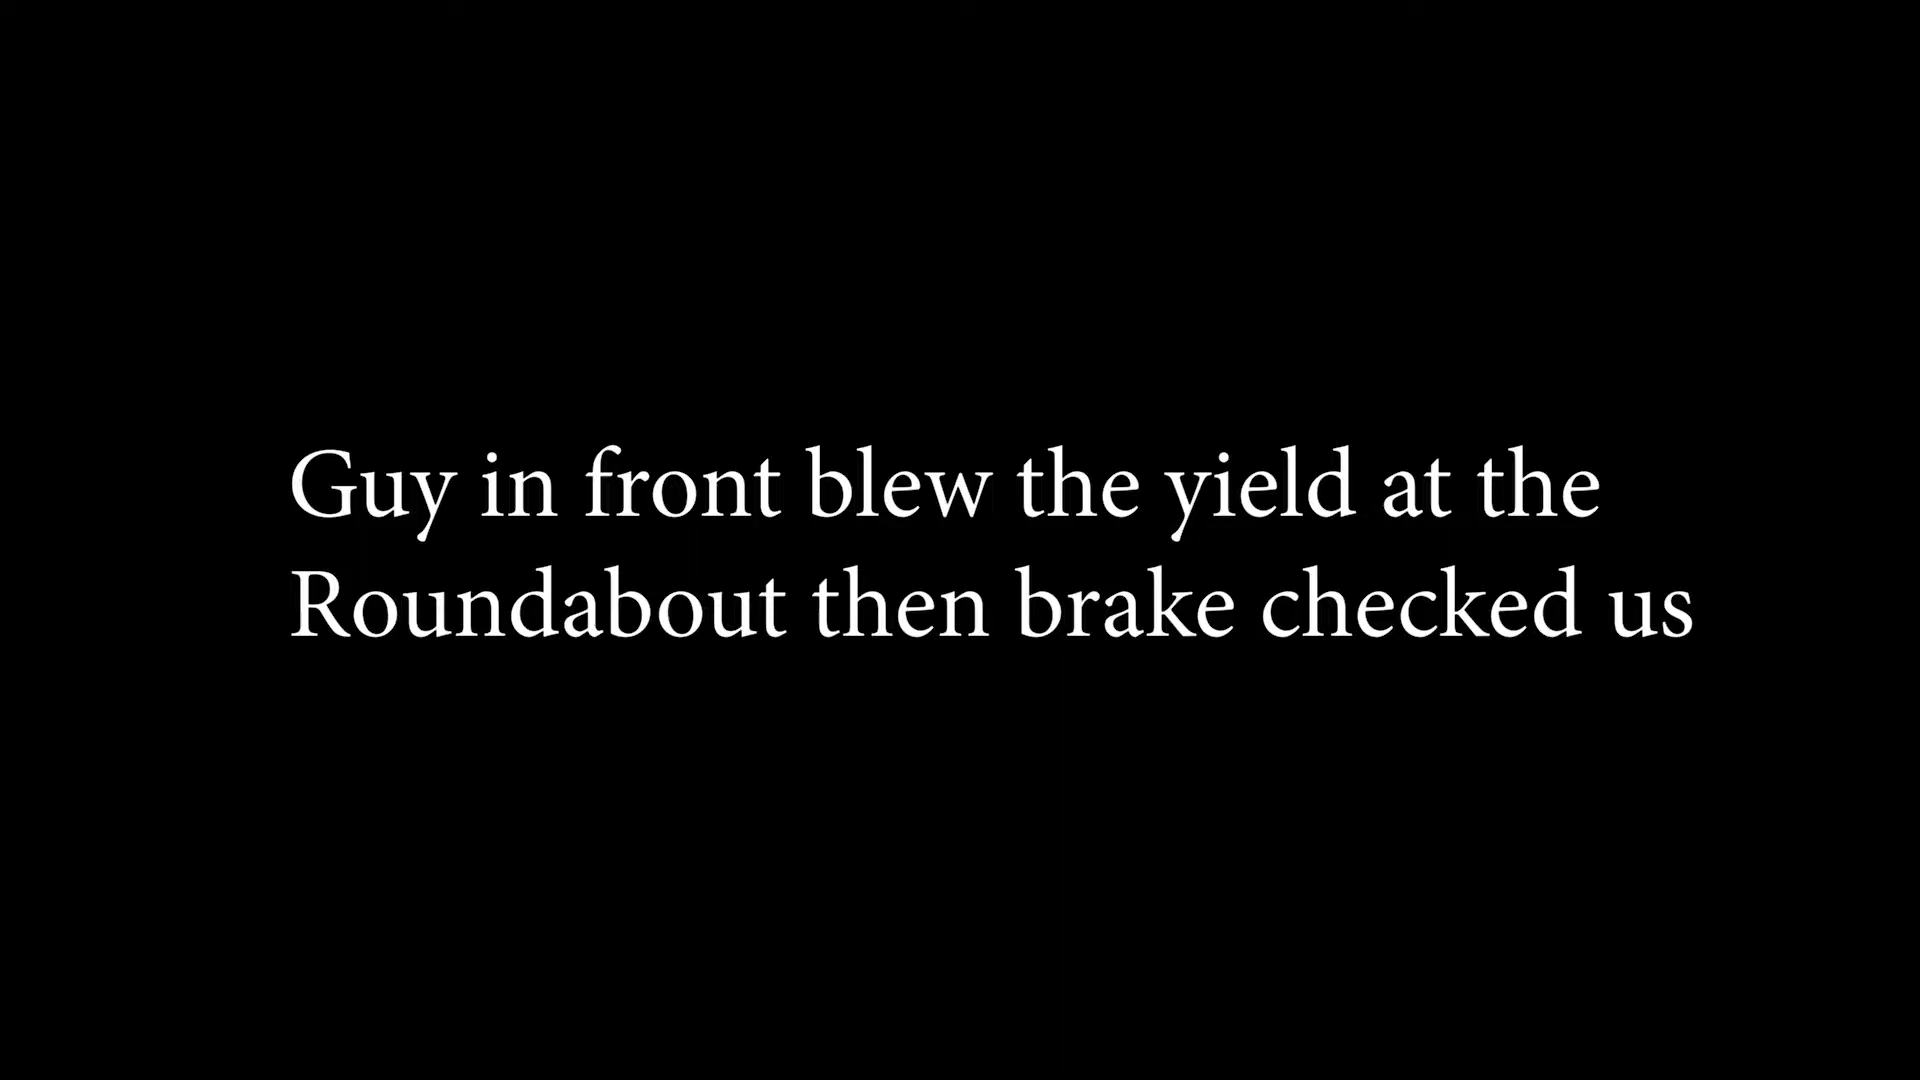 Guy in front blew the yield at the
Roundabout then brake checked us